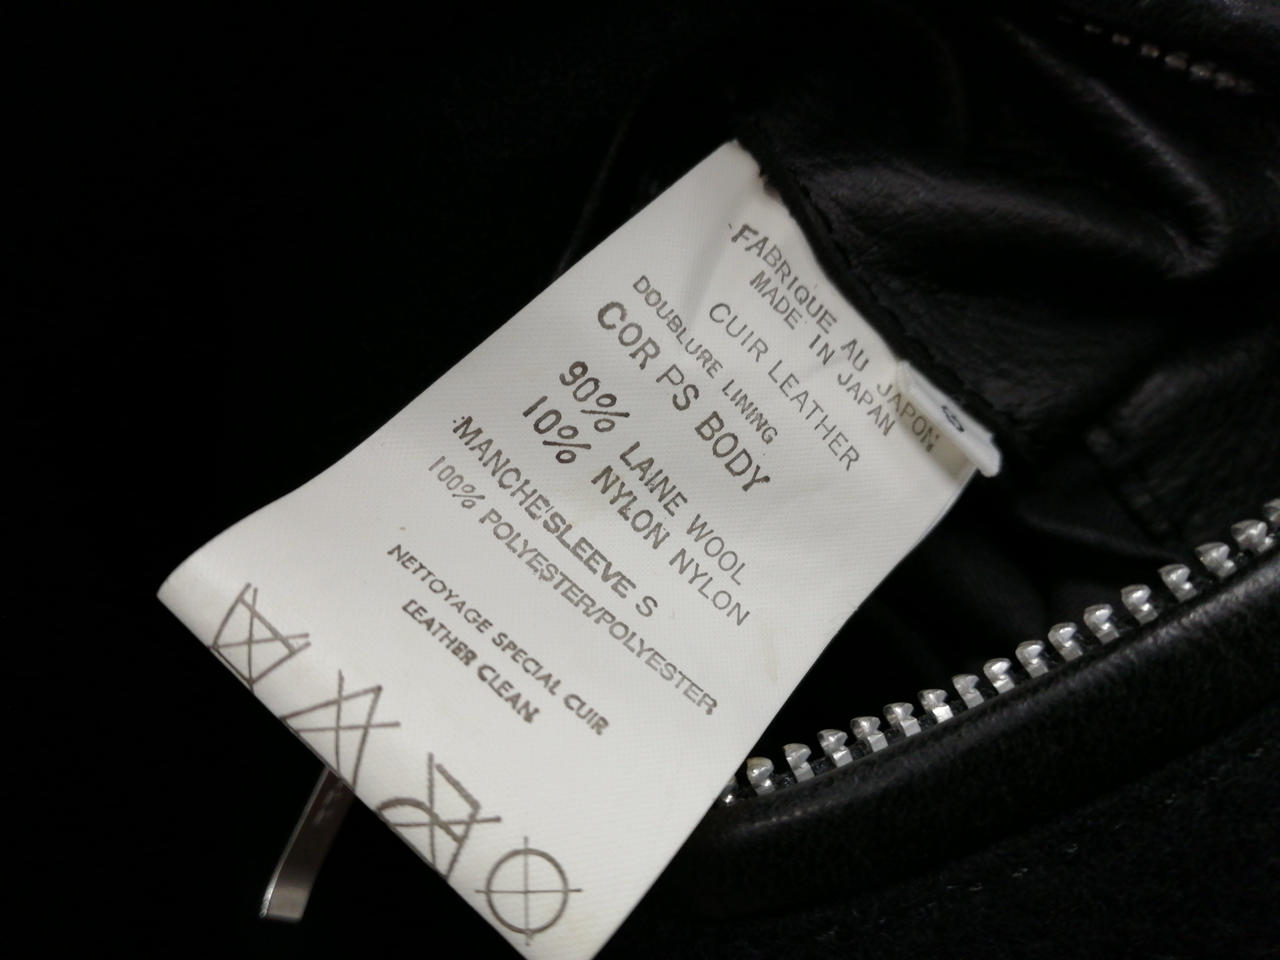 FABRIQUE AU JAPON
MADE IN JAPAN
CUIR LEATHER
DOUBLURE LINING
COR PS BODY
90% LAINE WOOL
10% NYLON NYLON
MANCHE'SLEEVE S
100% POLYESTER/POLYESTER
NETTOYAGE SPECIAL CUIR
LEATHER CLEAN